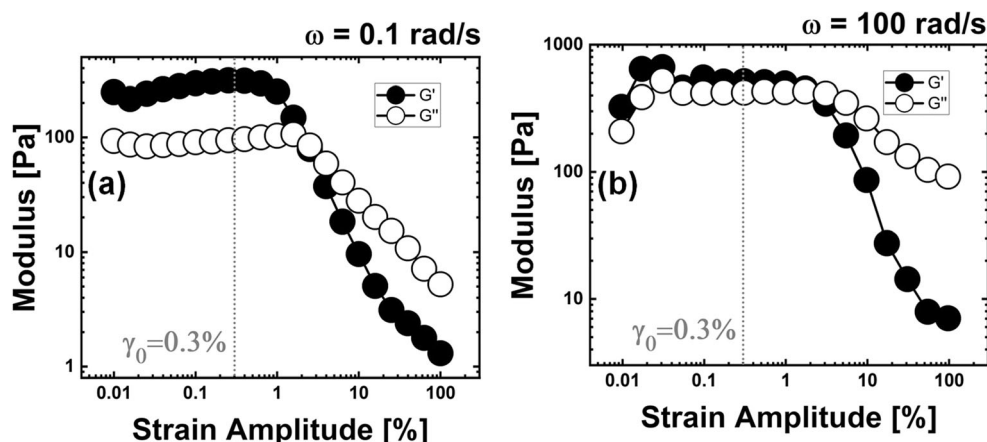 ω = 0.1 rad/s
G'
G''
100
10
1
Modulus [Pa]
(a)
γ₀=0.3%
0.01 0.1 1 10 100
Strain Amplitude [%]
ω = 100 rad/s
1000
G'
G''
100
10
Modulus [Pa]
(b)
γ₀=0.3%
0.01 0.1 1 10 100
Strain Amplitude [%]